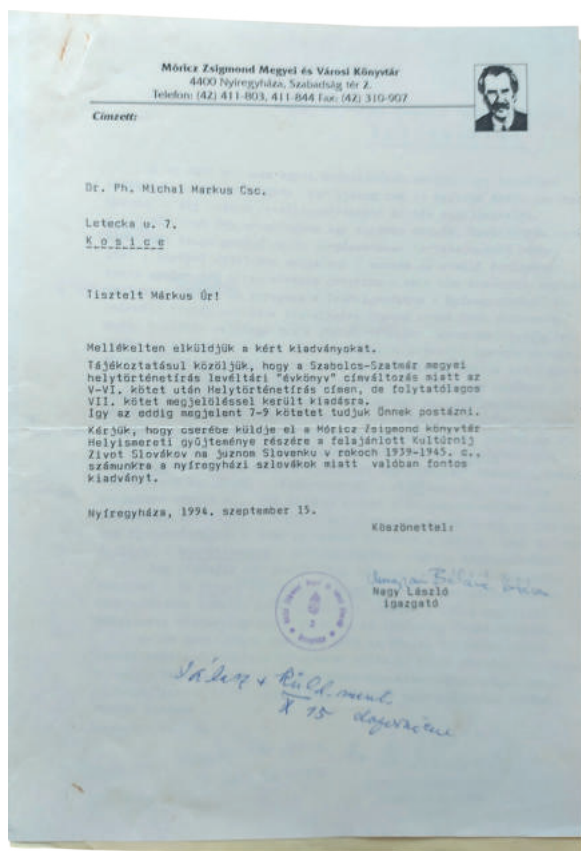 Móricz Zsigmond Megyei és Városi Könyvtár
4400 Nyíregyháza, Szabadság tér 2.
Telefon: (42) 411-803, 411-844 Fax: (42) 310-907
Címzett:
Dr. Ph. Michal Markus Csc.
Letecka u. 7.
Kosice
Tisztelt Márkus Úr!
Mellékelten elküldjük a kért kiadványokat.
Tájékoztatásul közöljük, hogy a Szabolcs-Szatmár megyei
helytörténetírás levéltári "évkönyv" címváltozás miatt az
V-VI. kötet után Helytörténetírás címen, de folytatólagos
VII. kötet megjelöléssel került kiadásra.
Igy az eddig megjelent 7-9 kötetet tudjuk Önnek postázni.
Kérjük, hogy cserébe küldje el a Móricz Zsigmond könyvtár
Helyismereti gyűjteménye részére a felajánlott Kultúrnij
Zivot Slovákov na juznom Slovenku v rokoch 1939-1945. c.,
számunkra a nyíregyházi szlovákok miatt valóban fontos
kiadványt.
Nyíregyháza, 1994. szeptember 15.
Köszönettel:
Nagy László
igazgató
X 15